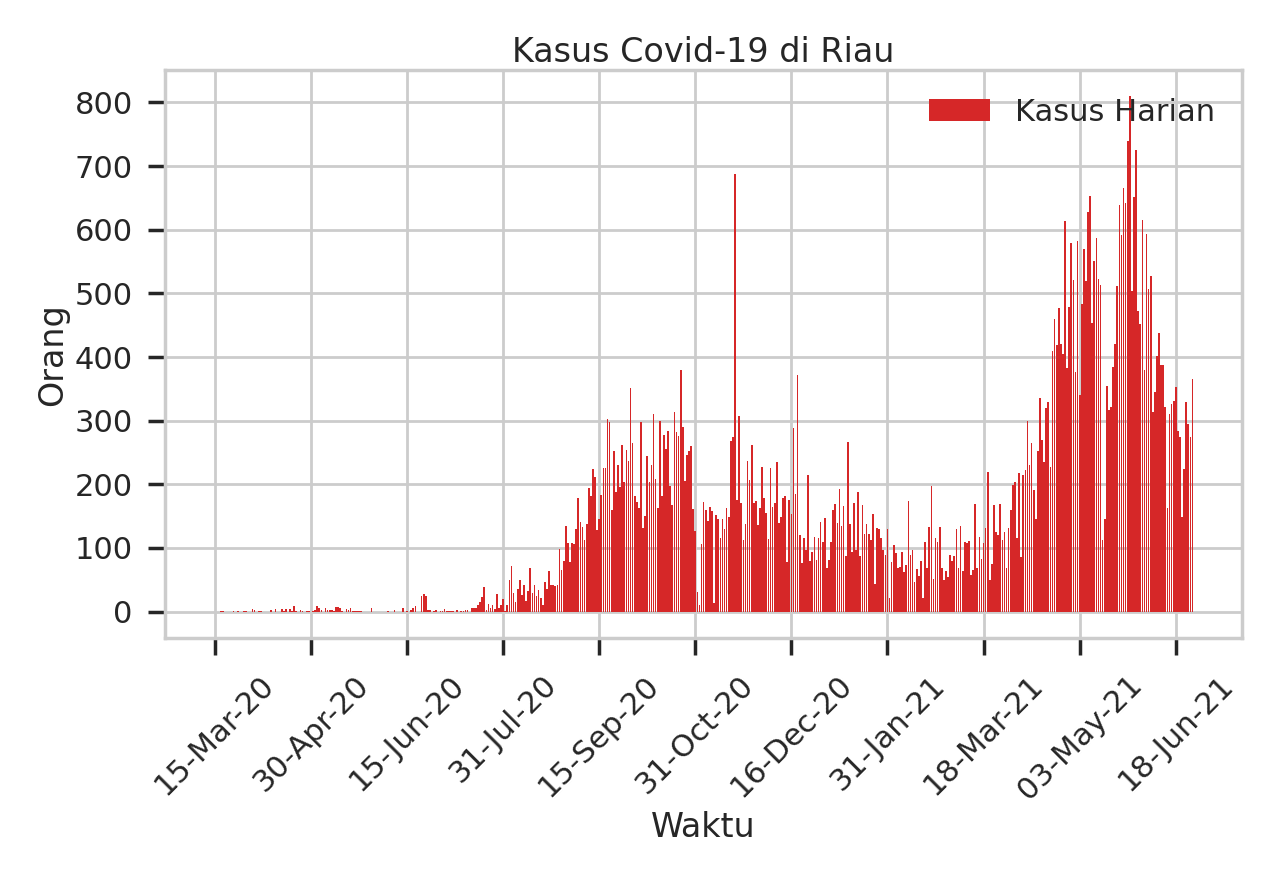 Kasus Covid-19 di Riau
Kasus Harian
Orang
800
700
600
500
400
300
200
100
0
15-Mar-20
30-Apr-20
15-Jun-20
31-Jul-20
15-Sep-20
31-Oct-20
16-Dec-20
31-Jan-21
18-Mar-21
03-May-21
18-Jun-21
Waktu